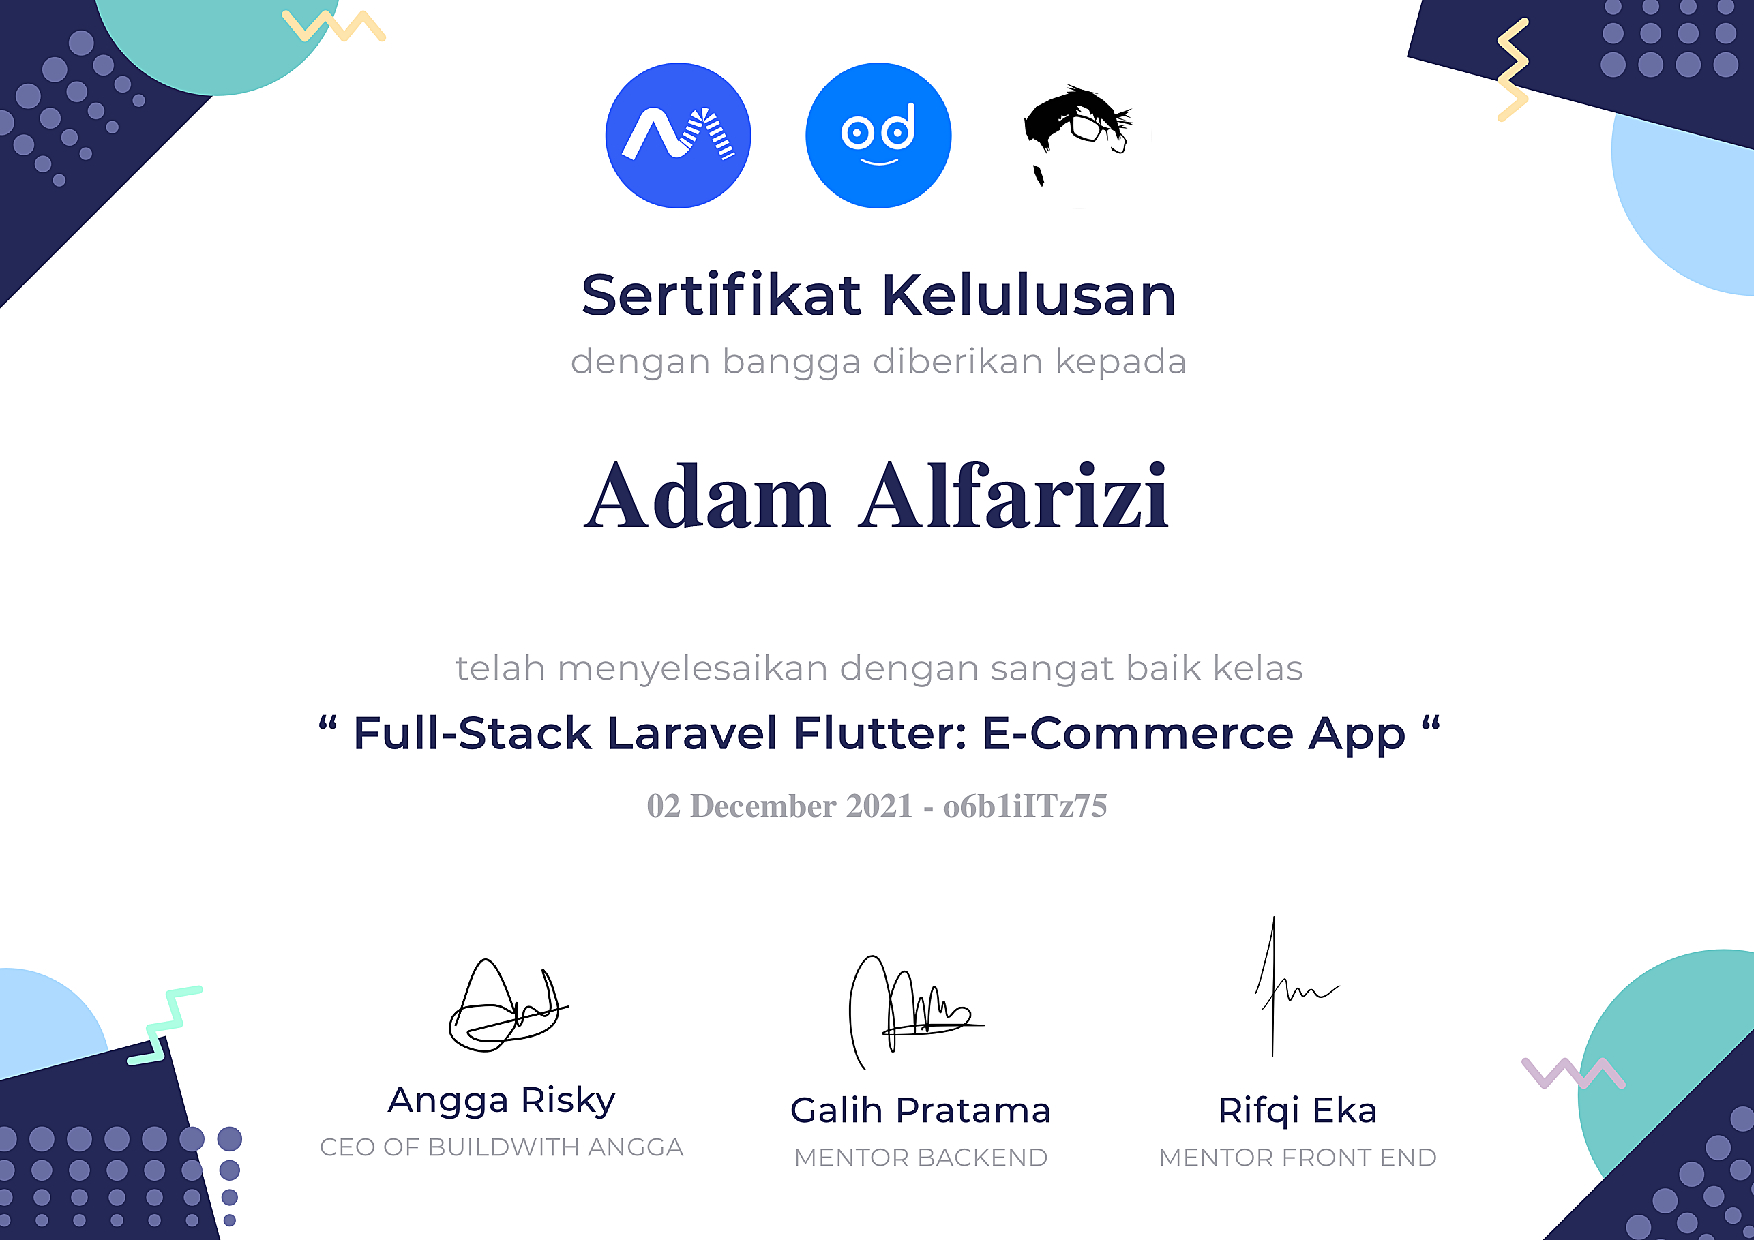 od
Sertifikat Kelulusan
dengan bangga diberikan kepada
Adam Alfarizi
telah menyelesaikan dengan sangat baik kelas
“ Full-Stack Laravel Flutter: E-Commerce App “
02 December 2021 - o6b1iITz75
Angga Risky
CEO OF BUILDWITH ANGGA
Galih Pratama
MENTOR BACKEND
Rifqi Eka
MENTOR FRONT END